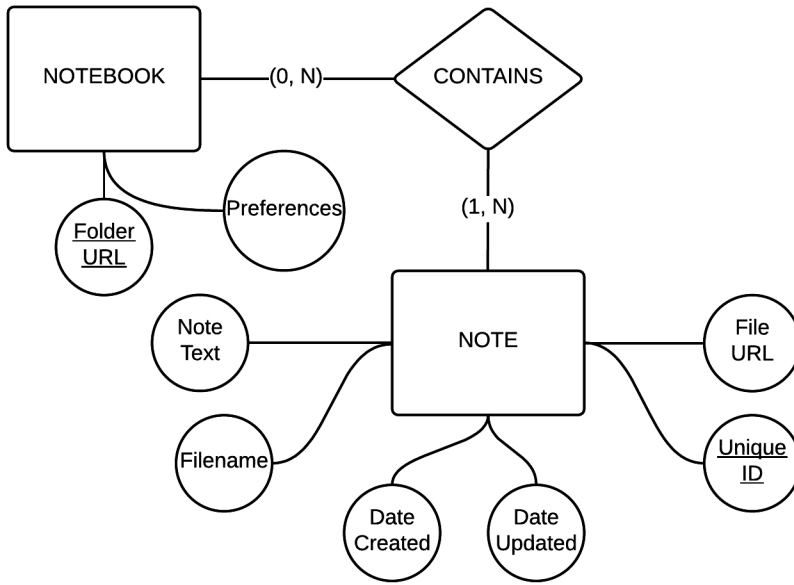 NOTEBOOK
(0, N)
CONTAINS
Preferences
Folder
URL
(1, N)
Note
Text
NOTE
File
URL
Filename
Unique
ID
Date
Created
Date
Updated